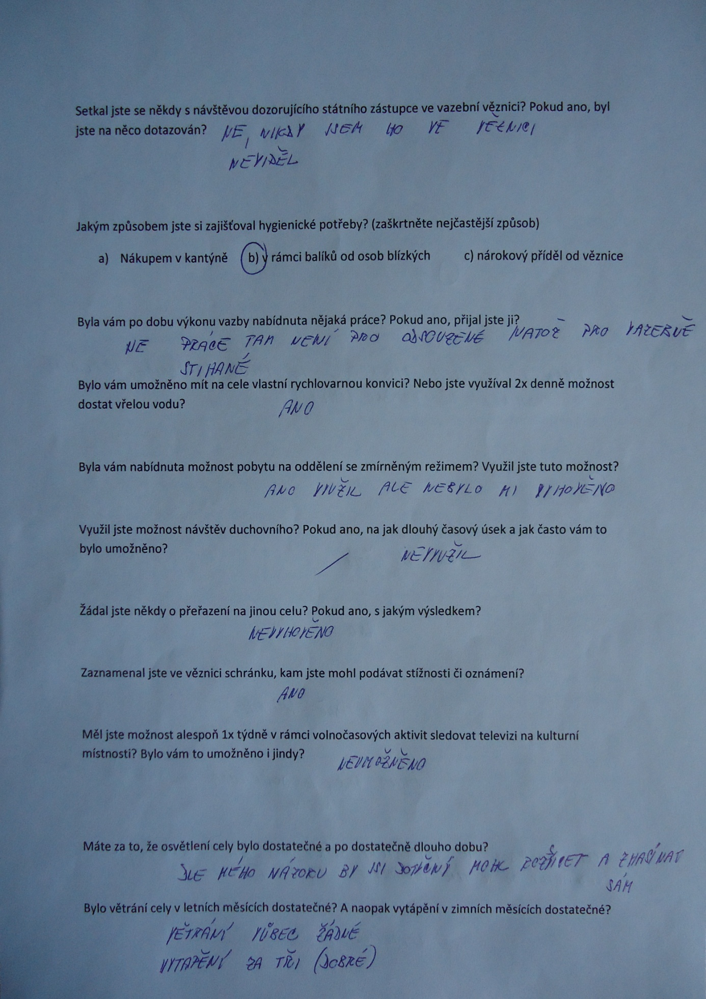 Setkal jste se někdy s návštěvou dozorujícího státního zástupce ve vazební věznici? Pokud ano, byl
jste na něco dotazován? NE, NIKDY JSEM HO VE VĚZNICI
NEVIDĚL
Jakým způsobem jste si zajišťoval hygienické potřeby? (zaškrtněte nejčastější způsob)
a) Nákupem v kantýně b) v rámci balíků od osob blízkých c) nárokový příděl od věznice
Byla vám po dobu výkonu vazby nabídnuta nějaká práce? Pokud ano, přijal jste ji?
NE PRÁCE TAM NENÍ PRO ODSOUZENÉ NATOŽ PRO VAZEBNĚ
STIHANÉ
Bylo vám umožněno mít na cele vlastní rychlovarnou konvici? Nebo jste využíval 2x denně možnost
dostat vřelou vodu? ANO
Byla vám nabídnuta možnost pobytu na oddělení se zmírněným režimem? Využil jste tuto možnost?
ANO VYUŽIL ALE NEBYLO MI VYHOVĚNO
Využil jste možnost návštěv duchovního? Pokud ano, na jak dlouhý časový úsek a jak často vám to
bylo umožněno? NEVYUŽIL
Žádal jste někdy o přeřazení na jinou celu? Pokud ano, s jakým výsledkem?
NEVYHOVĚNO
Zaznamenal jste ve věznici schránku, kam jste mohl podávat stížnosti či oznámení?
ANO
Měl jste možnost alespoň 1x týdně v rámci volnočasových aktivit sledovat televizi na kulturní
místnosti? Bylo vám to umožněno i jindy? NEUMOŽNĚNO
Máte za to, že osvětlení cely bylo dostatečné a po dostatečně dlouho dobu?
DLE MÉHO NÁZORU BY JSI DOTYČNÝ MOHL A ZHASÍNAT
SÁM
Bylo větrání cely v letních měsících dostatečné? A naopak vytápění v zimních měsících dostatečné?
VĚTRÁNÍ VŮBEC ŽÁDNÉ
VYTAPĚNÍ ZA TŘI (DOBRÉ)